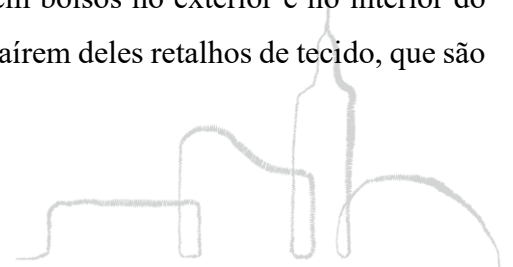 em bolsos no exterior e no interior do
aírem deles retalhos de tecido, que são